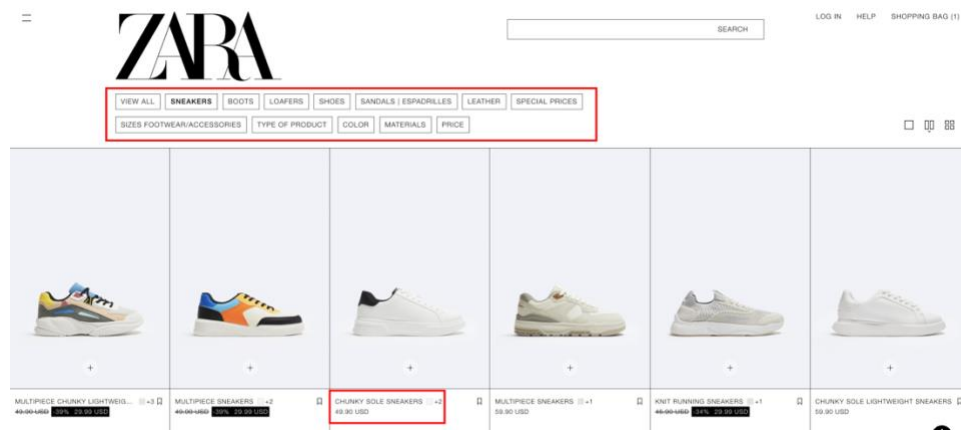 ZARA
SEARCH
LOG IN HELP SHOPPING BAG (1)
VIEW ALL SNEAKERS BOOTS LOAFERS SHOES SANDALS | ESPADRILLES LEATHER SPECIAL PRICES
SIZES FOOTWEAR/ACCESSORIES TYPE OF PRODUCT COLOR MATERIALS PRICE
MULTIPIECE CHUNKY LIGHTWEIG... +3
49.90 USD -39% 29.99 USD
MULTIPIECE SNEAKERS +2
49.90 USD -39% 29.99 USD
CHUNKY SOLE SNEAKERS +2
49.90 USD
MULTIPIECE SNEAKERS +1
59.90 USD
KNIT RUNNING SNEAKERS +1
-34% 29.99 USD
CHUNKY SOLE LIGHTWEIGHT SNEAKERS
59.90 USD